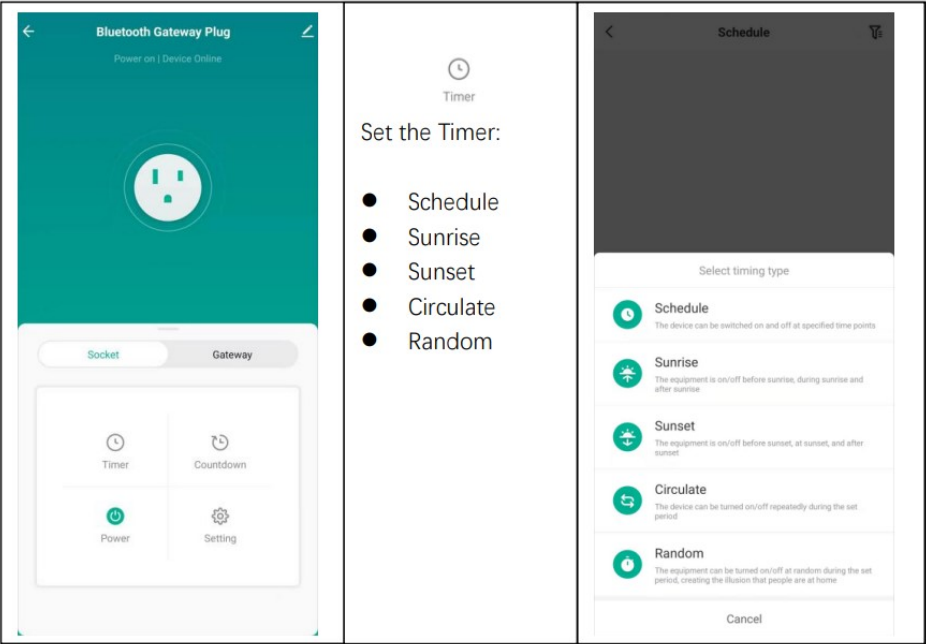 Bluetooth Gateway Plug
Power on | Device Online
Socket
Gateway
Timer
Countdown
Power
Setting
Timer
Set the Timer:
● Schedule
● Sunrise
● Sunset
● Circulate
● Random
Schedule
Select timing type
Schedule
The device can be switched on and off at specified time points
Sunrise
The equipment is on/off before sunrise, during sunrise and
after sunrise
Sunset
The equipment is on/off before sunset, at sunset, and after
sunset
Circulate
The device can be turned on/off repeatedly during the set
period
Random
The equipment can be turned on/off at random during the set
period, creating the illusion that people are at home
Cancel